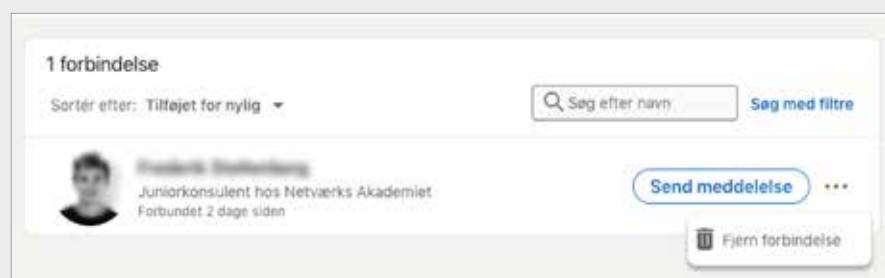 1 forbindelse
Sortér efter: Tilføjet for nylig
Søg efter navn
Søg med filtre
Juniorkonsulent hos Netværks Akademiet
Forbundet 2 dage siden
Send meddelelse
Fjern forbindelse